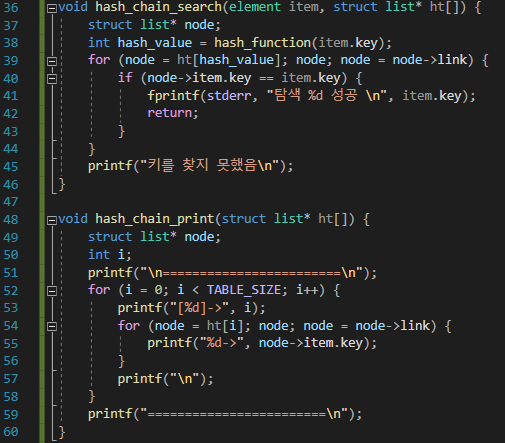 36 void hash_chain_search(element item, struct list* ht[]) {
37     struct list* node;
38     int hash_value = hash_function(item.key);
39     for (node = ht[hash_value]; node; node = node->link) {
40         if (node->item.key == item.key) {
41             fprintf(stderr, "탐색 %d 성공 \n", item.key);
42             return;
43         }
44     }
45     printf("키를 찾지 못했음\n");
46 }
47
48 void hash_chain_print(struct list* ht[]) {
49     struct list* node;
50     int i;
51     printf("\n========================\n");
52     for (i = 0; i < TABLE_SIZE; i++) {
53         printf("[%d]->", i);
54         for (node = ht[i]; node; node = node->link) {
55             printf("%d->", node->item.key);
56         }
57         printf("\n");
58     }
59     printf("========================\n");
60 }